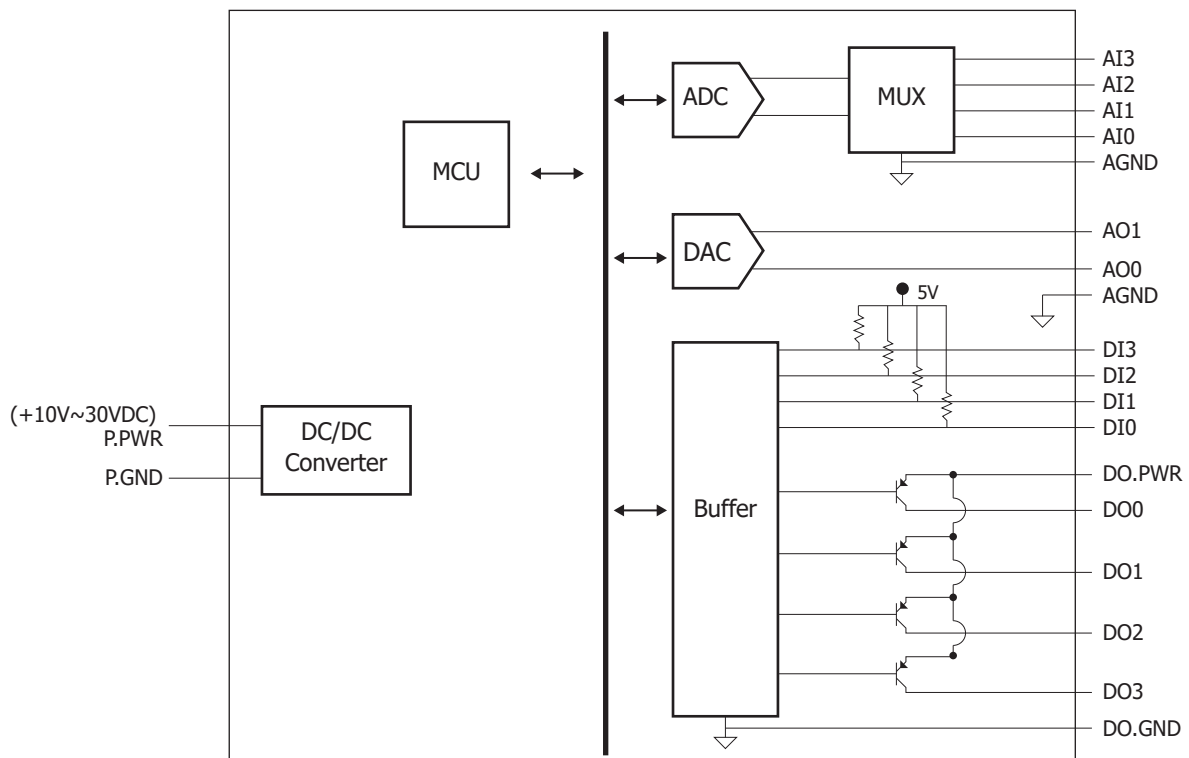 AI3
ADC
MUX
AI2
AI1
MCU
AI0
AGND
AO1
DAC
AO0
5V
AGND
DI3
DI2
DI1
(+10V~30VDC)
P.PWR
DC/DC
Converter
DI0
P.GND
DO.PWR
Buffer
DO0
DO1
DO2
DO3
DO.GND